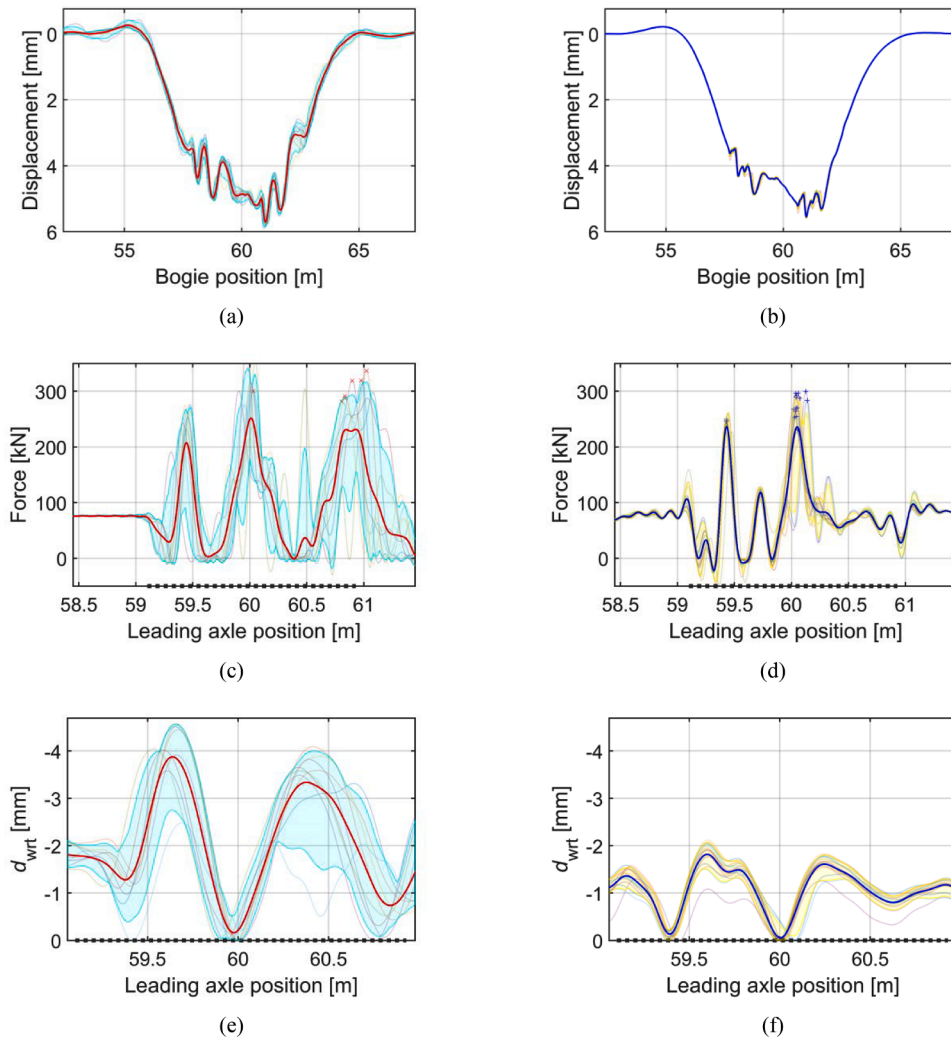 0
2
4
6
Displacement [mm]
55
60
65
Bogie position [m]
(a)
0
2
4
6
Displacement [mm]
55
60
65
Bogie position [m]
(b)
300
200
100
0
Force [kN]
58.5
59
59.5
60
60.5
61
Leading axle position [m]
(c)
300
200
100
0
Force [kN]
58.5
59
59.5
60
60.5
61
Leading axle position [m]
(d)
-4
-3
-2
-1
0
d_wrt [mm]
59.5
60
60.5
Leading axle position [m]
(e)
-4
-3
-2
-1
0
d_wrt [mm]
59.5
60
60.5
Leading axle position [m]
(f)